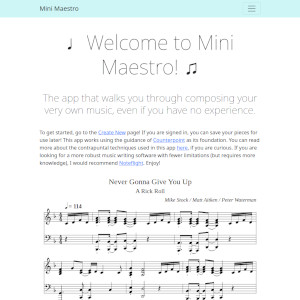 Mini Maestro
♩ Welcome to Mini
Maestro! ♫
The app that walks you through composing your
very own music, even if you have no experience.
To get started, go to the Create New page! If you are signed in, you can save your pieces for
use later! This app works using the guidance of Counterpoint as its foundation. You can read
more about the contrapuntal techniques used in this app here, if you are curious. If you are
looking for a more robust music writing software with fewer limitations (but requires more
knowledge), I would recommend Noteflight. Enjoy!
Never Gonna Give You Up
A Rick Roll
Mike Stock / Matt Aitken / Peter Waterman
♩ = 114